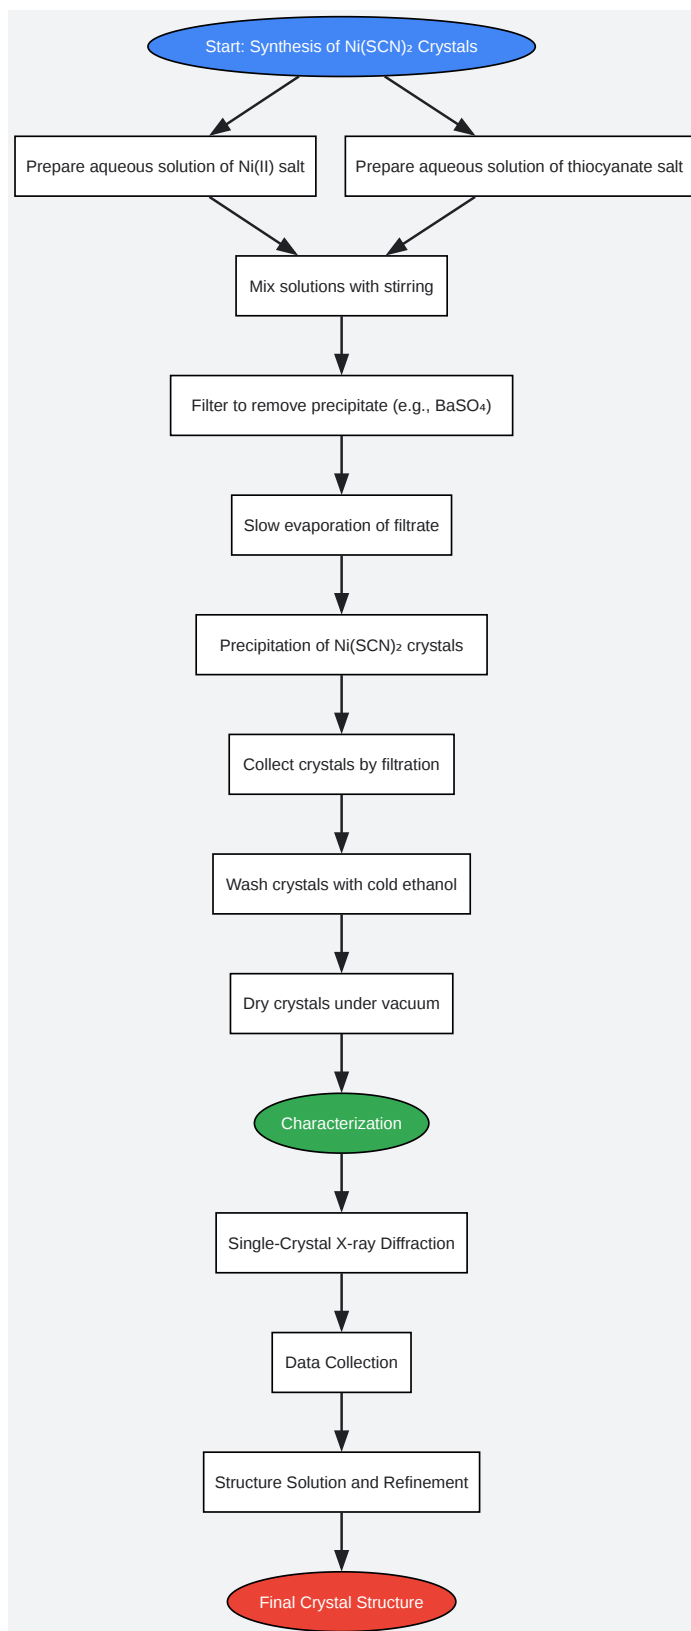 Start: Synthesis of Ni(SCN)₂ Crystals
Prepare aqueous solution of Ni(II) salt
Prepare aqueous solution of thiocyanate salt
Mix solutions with stirring
Filter to remove precipitate (e.g., BaSO₄)
Slow evaporation of filtrate
Precipitation of Ni(SCN)₂ crystals
Collect crystals by filtration
Wash crystals with cold ethanol
Dry crystals under vacuum
Characterization
Single-Crystal X-ray Diffraction
Data Collection
Structure Solution and Refinement
Final Crystal Structure